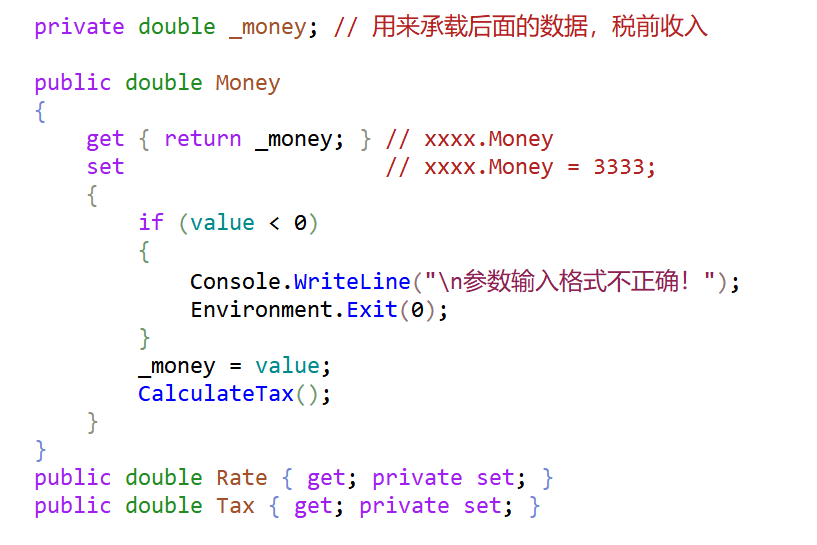 private double _money; // 用来承载后面的数据，税前收入
public double Money
{
get { return _money; } // xxxx.Money
set // xxxx.Money = 3333;
{
if (value < 0)
{
Console.WriteLine("\n参数输入格式不正确！");
Environment.Exit(0);
}
_money = value;
CalculateTax();
}
}
public double Rate { get; private set; }
public double Tax { get; private set; }